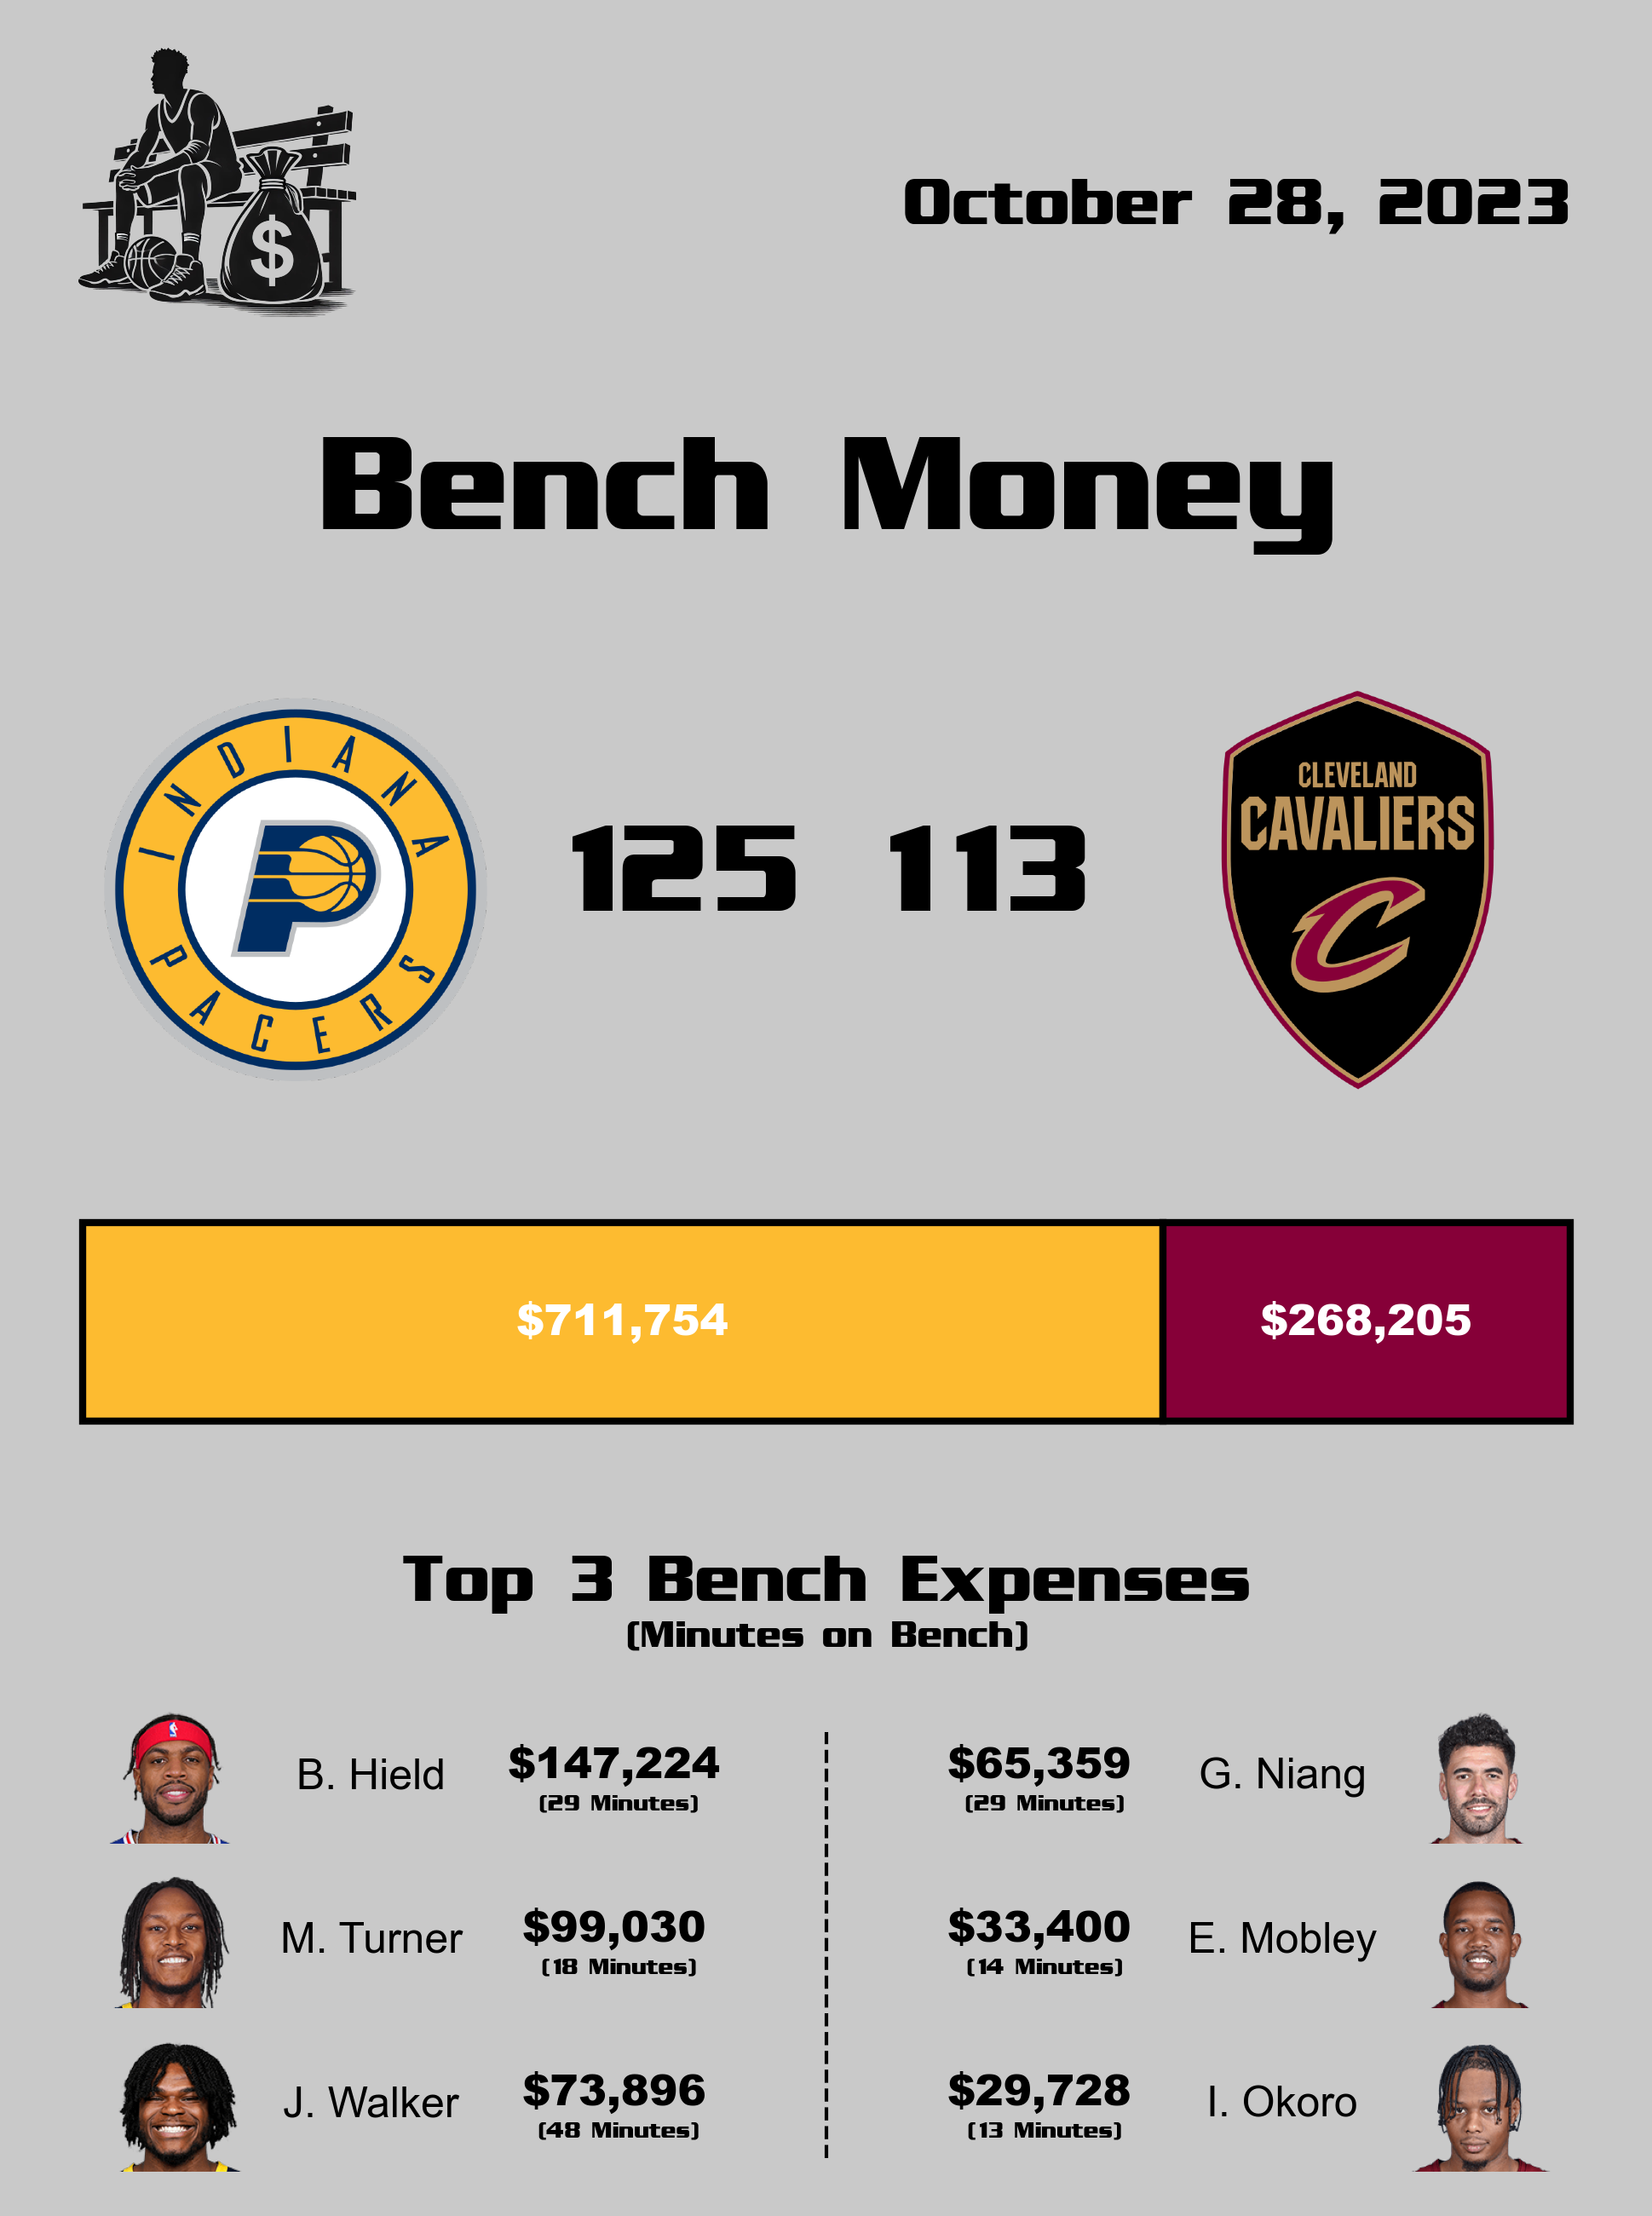 October 28, 2023
Bench Money
INDIANA
PACERS
125 113
CLEVELAND
CAVALIERS
$711,754 $268,205
Top 3 Bench Expenses
(Minutes on Bench)
B. Hield $147,224 $65,359 G. Niang
(29 Minutes) (29 Minutes)
M. Turner $99,030 $33,400 E. Mobley
(18 Minutes) (14 Minutes)
J. Walker $73,896 $29,728 I. Okoro
(48 Minutes) (13 Minutes)